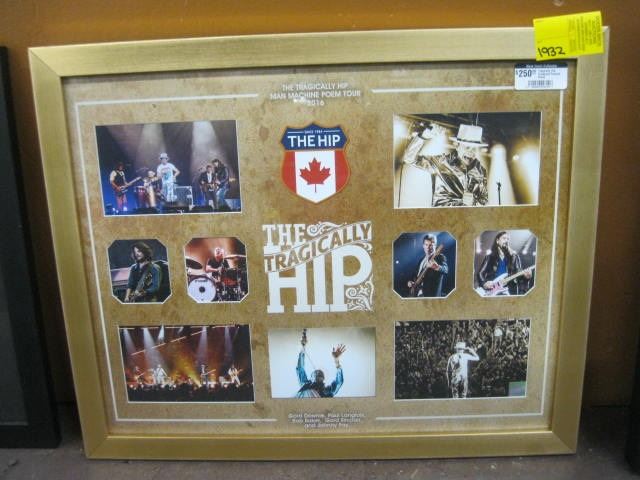 1932
$250
THE TRAGICALLY HIP
MAN MACHINE POEM TOUR
2016
SINCE 1984
THE HIP
THE
TRAGICALLY
HIP
Gord Downie, Paul Langlois,
Rob Baker, Gord Sinclair,
and Johnny Fay